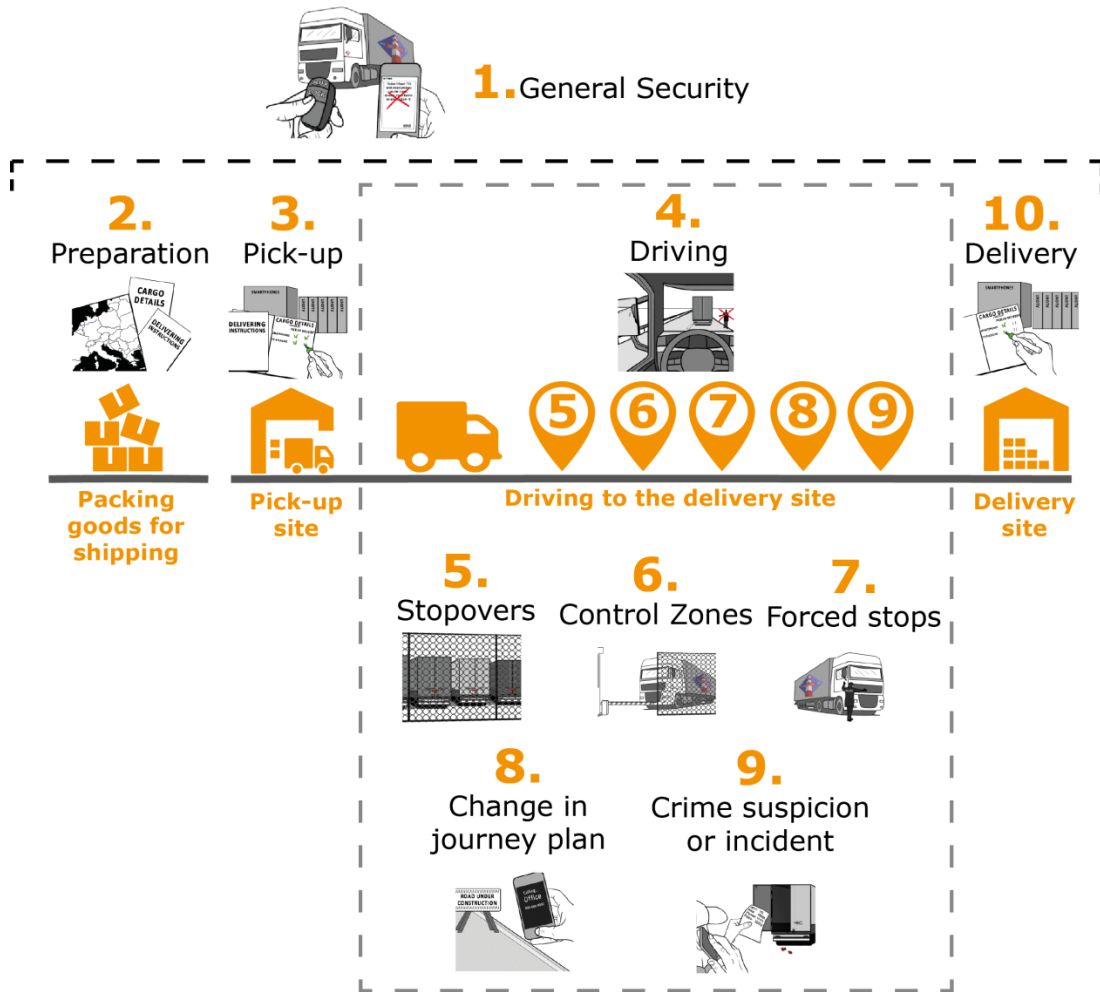 1. General Security
2.
Preparation
CARGO
DETAILS
DELIVERING
INSTRUCTIONS
3.
Pick-up
SMARTPHONES
DELIVERING
INSTRUCTIONS
CARGO DETAILS
4.
Driving
10.
Delivery
SMARTPHONES
CARGO DETAILS
5
6
7
8
9
Packing
goods for
shipping
Pick-up
site
Driving to the delivery site
Delivery
site
5.
Stopovers
6.
Control Zones
7.
Forced stops
8.
Change in
journey plan
ROAD UNDER
CONSTRUCTION
Calling...
Office
9.
Crime suspicion
or incident